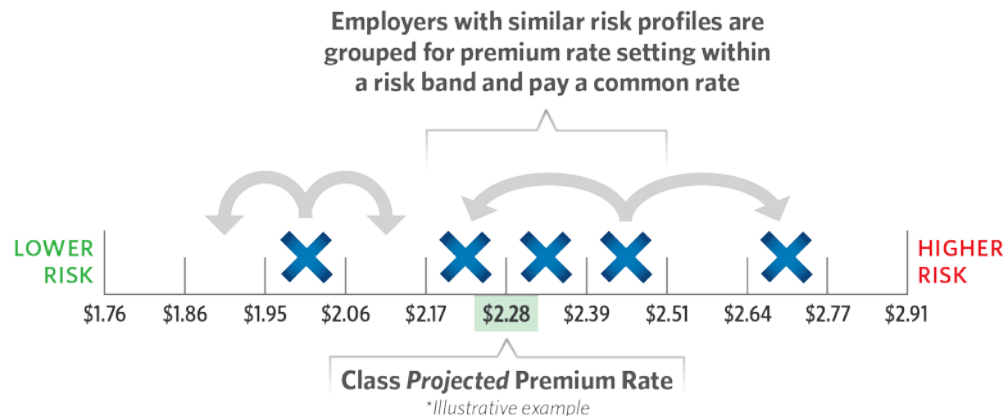 Employers with similar risk profiles are
grouped for premium rate setting within
a risk band and pay a common rate
LOWER
RISK
HIGHER
RISK
$1.76 $1.86 $1.95 $2.06 $2.17 $2.28 $2.39 $2.51 $2.64 $2.77 $2.91
Class Projected Premium Rate
*Illustrative example